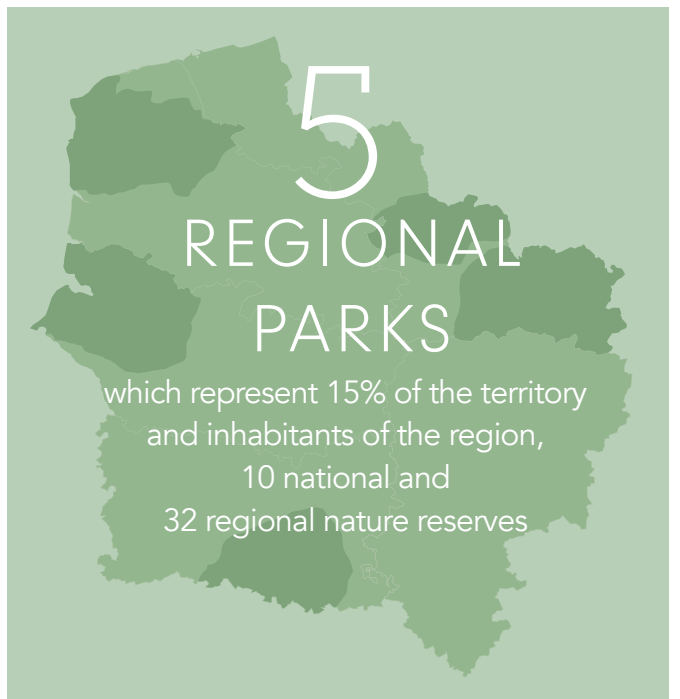 5
REGIONAL
PARKS
which represent 15% of the territory
and inhabitants of the region,
10 national and
32 regional nature reserves